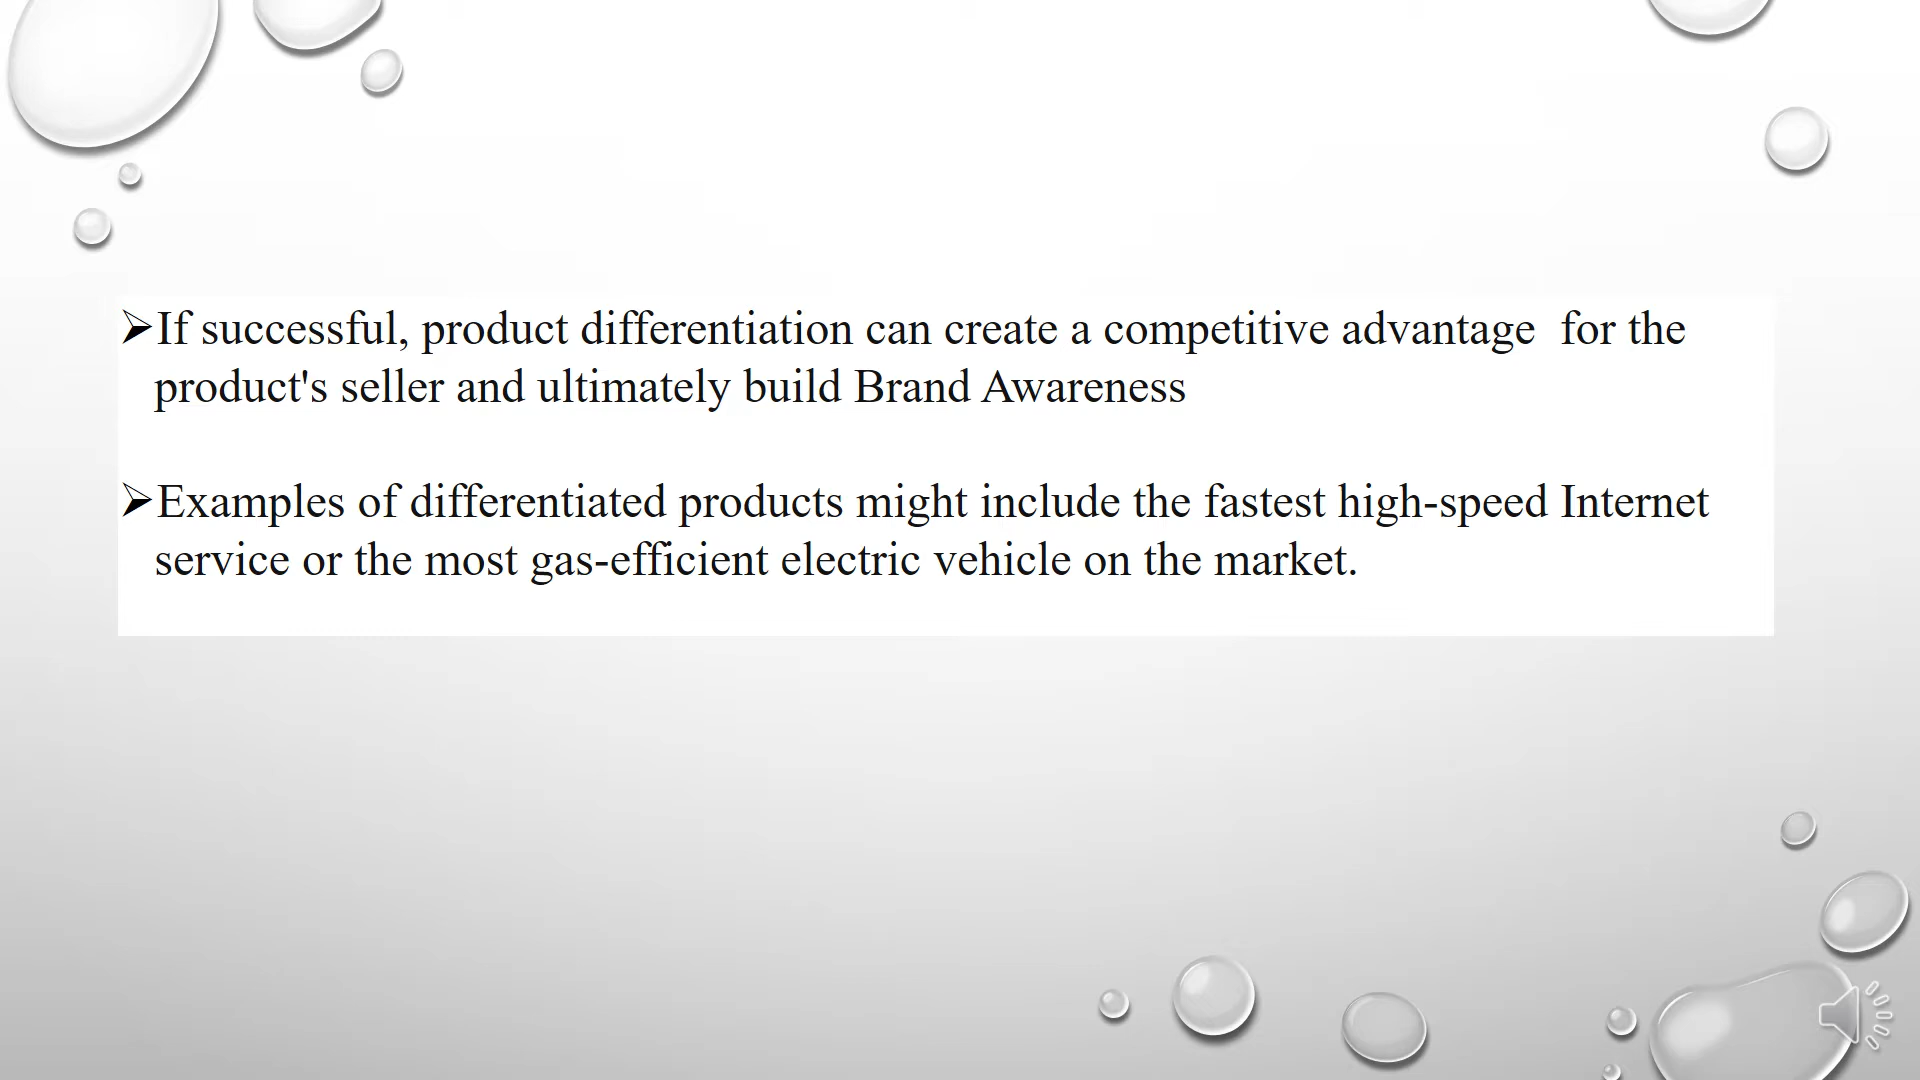 ➢If successful, product differentiation can create a competitive advantage  for the
product's seller and ultimately build Brand Awareness
➢Examples of differentiated products might include the fastest high-speed Internet
service or the most gas-efficient electric vehicle on the market.